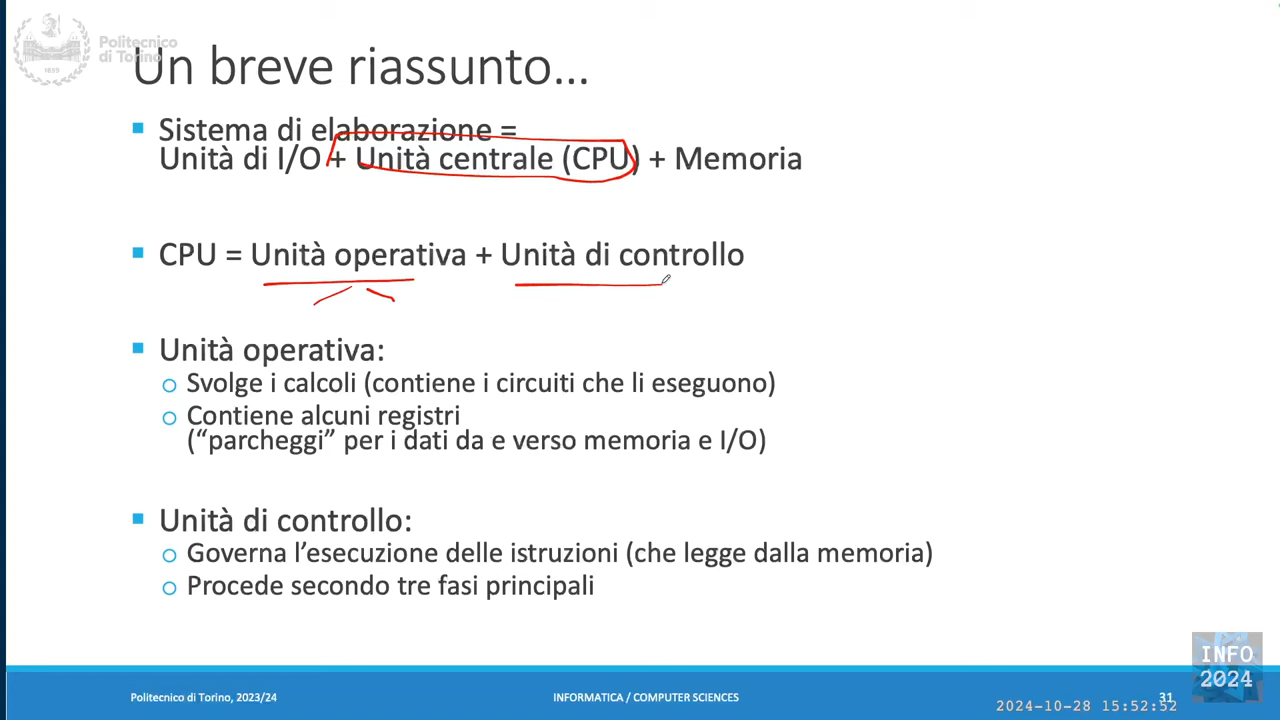 Politecnico
di Torino
1859
Un breve riassunto...
▪ Sistema di elaborazione =
Unità di I/O + Unità centrale (CPU) + Memoria
▪ CPU = Unità operativa + Unità di controllo
▪ Unità operativa:
o Svolge i calcoli (contiene i circuiti che li eseguono)
o Contiene alcuni registri
(“parcheggi” per i dati da e verso memoria e I/O)
▪ Unità di controllo:
o Governa l’esecuzione delle istruzioni (che legge dalla memoria)
o Procede secondo tre fasi principali
INFO
2024
Politecnico di Torino, 2023/24
INFORMATICA / COMPUTER SCIENCES
31
2024-10-28 15:52:52